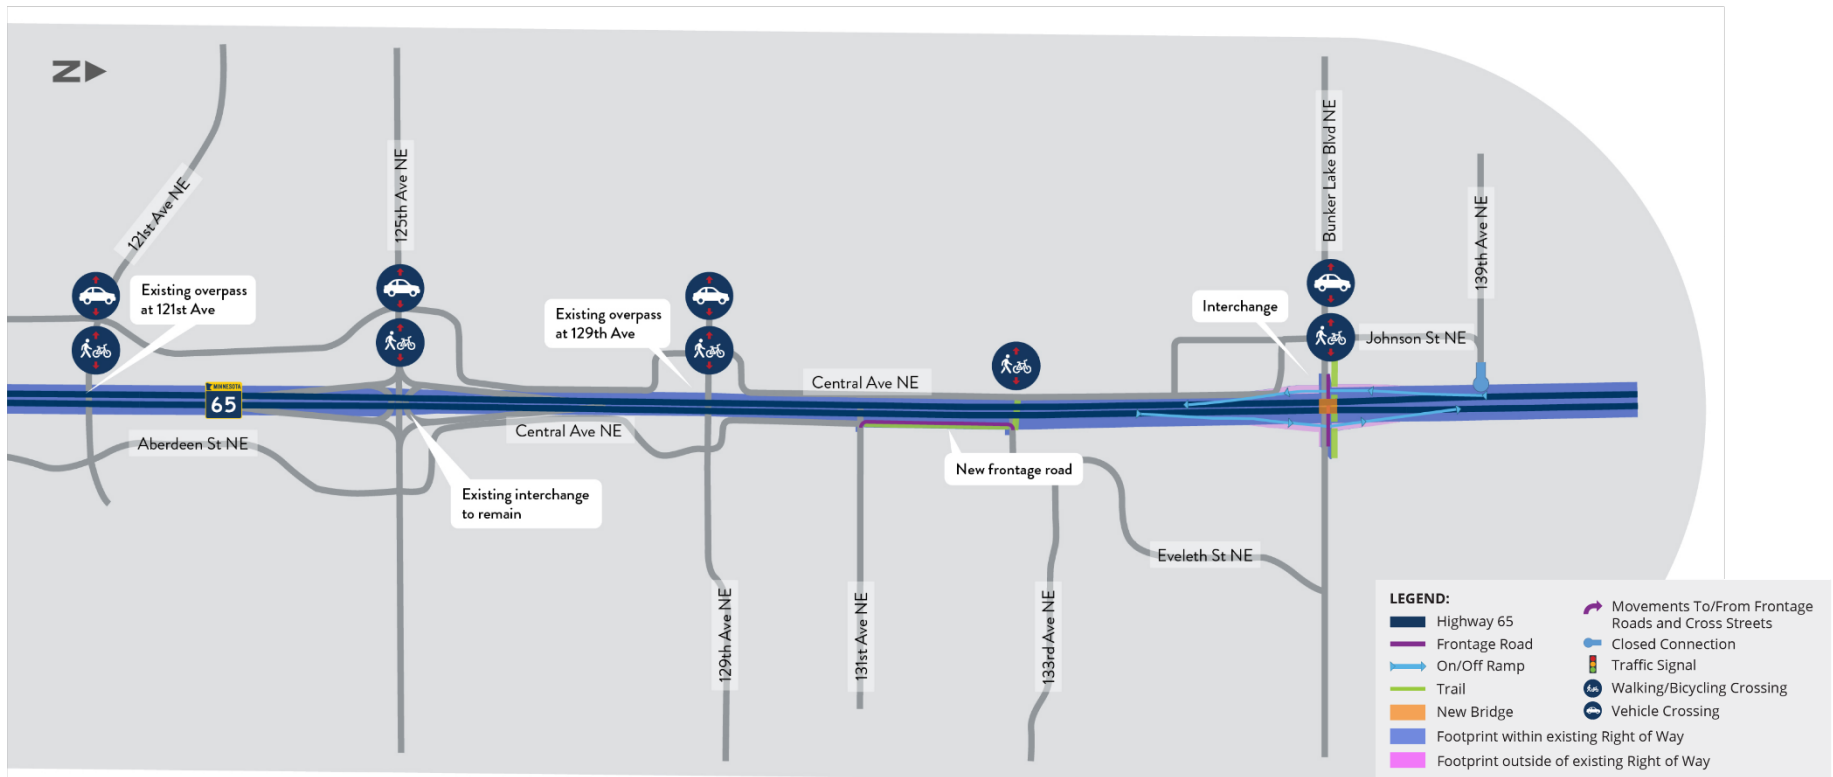 N
121st Ave NE
125th Ave NE
Bunker Lake Blvd NE
139th Ave NE
Existing overpass
at 121st Ave
Existing overpass
at 129th Ave
Interchange
Johnson St NE
MINNESOTA
65
Central Ave NE
Central Ave NE
Aberdeen St NE
New frontage road
Existing interchange
to remain
Eveleth St NE
129th Ave NE
131st Ave NE
133rd Ave NE
LEGEND:
Highway 65
Frontage Road
On/Off Ramp
Trail
New Bridge
Footprint within existing Right of Way
Footprint outside of existing Right of Way
Movements To/From Frontage
Roads and Cross Streets
Closed Connection
Traffic Signal
Walking/Bicycling Crossing
Vehicle Crossing